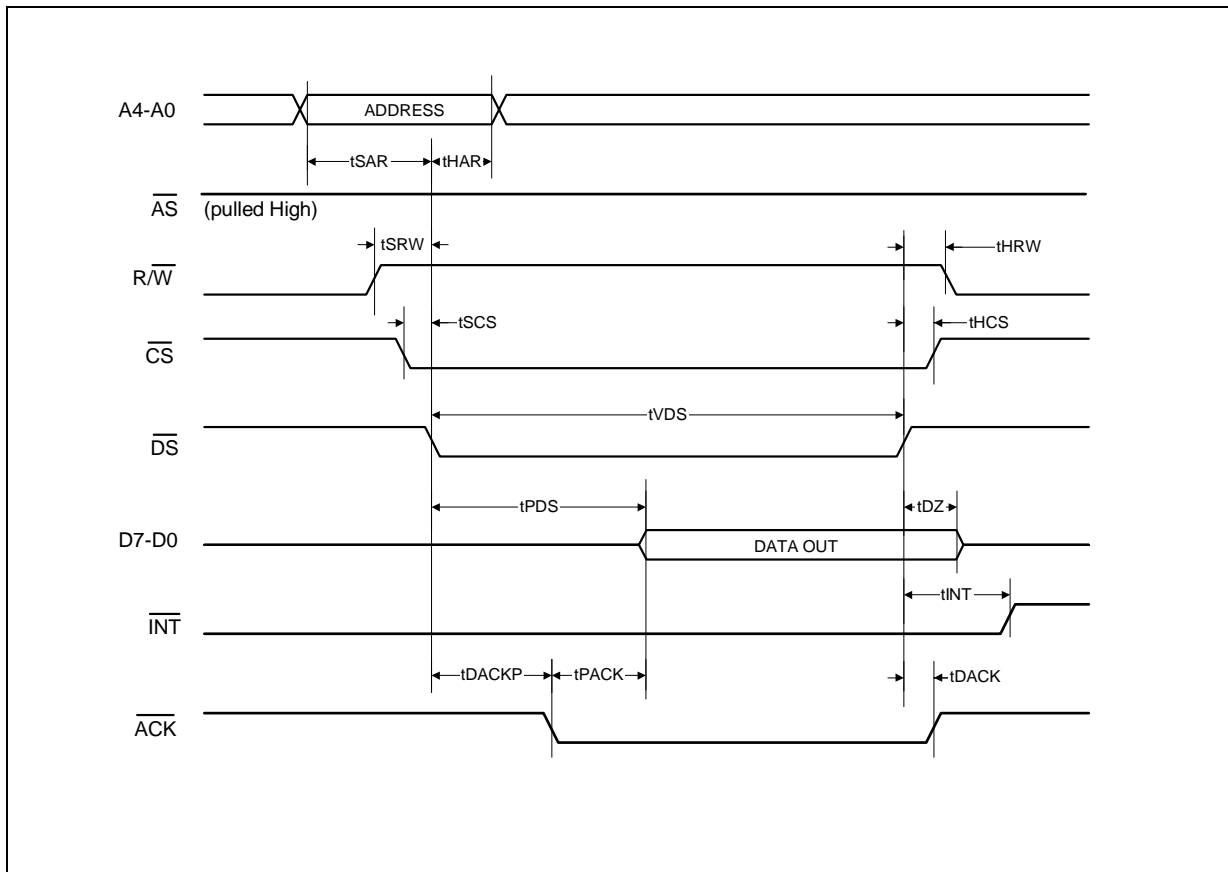 A4-A0
ADDRESS
tSAR
tHAR
AS
(pulled High)
tSRW
tHRW
R/W
tSCS
tHCS
CS
tVDS
DS
tPDS
tDZ
D7-D0
DATA OUT
tINT
INT
tDACKP
tPACK
tDACK
ACK